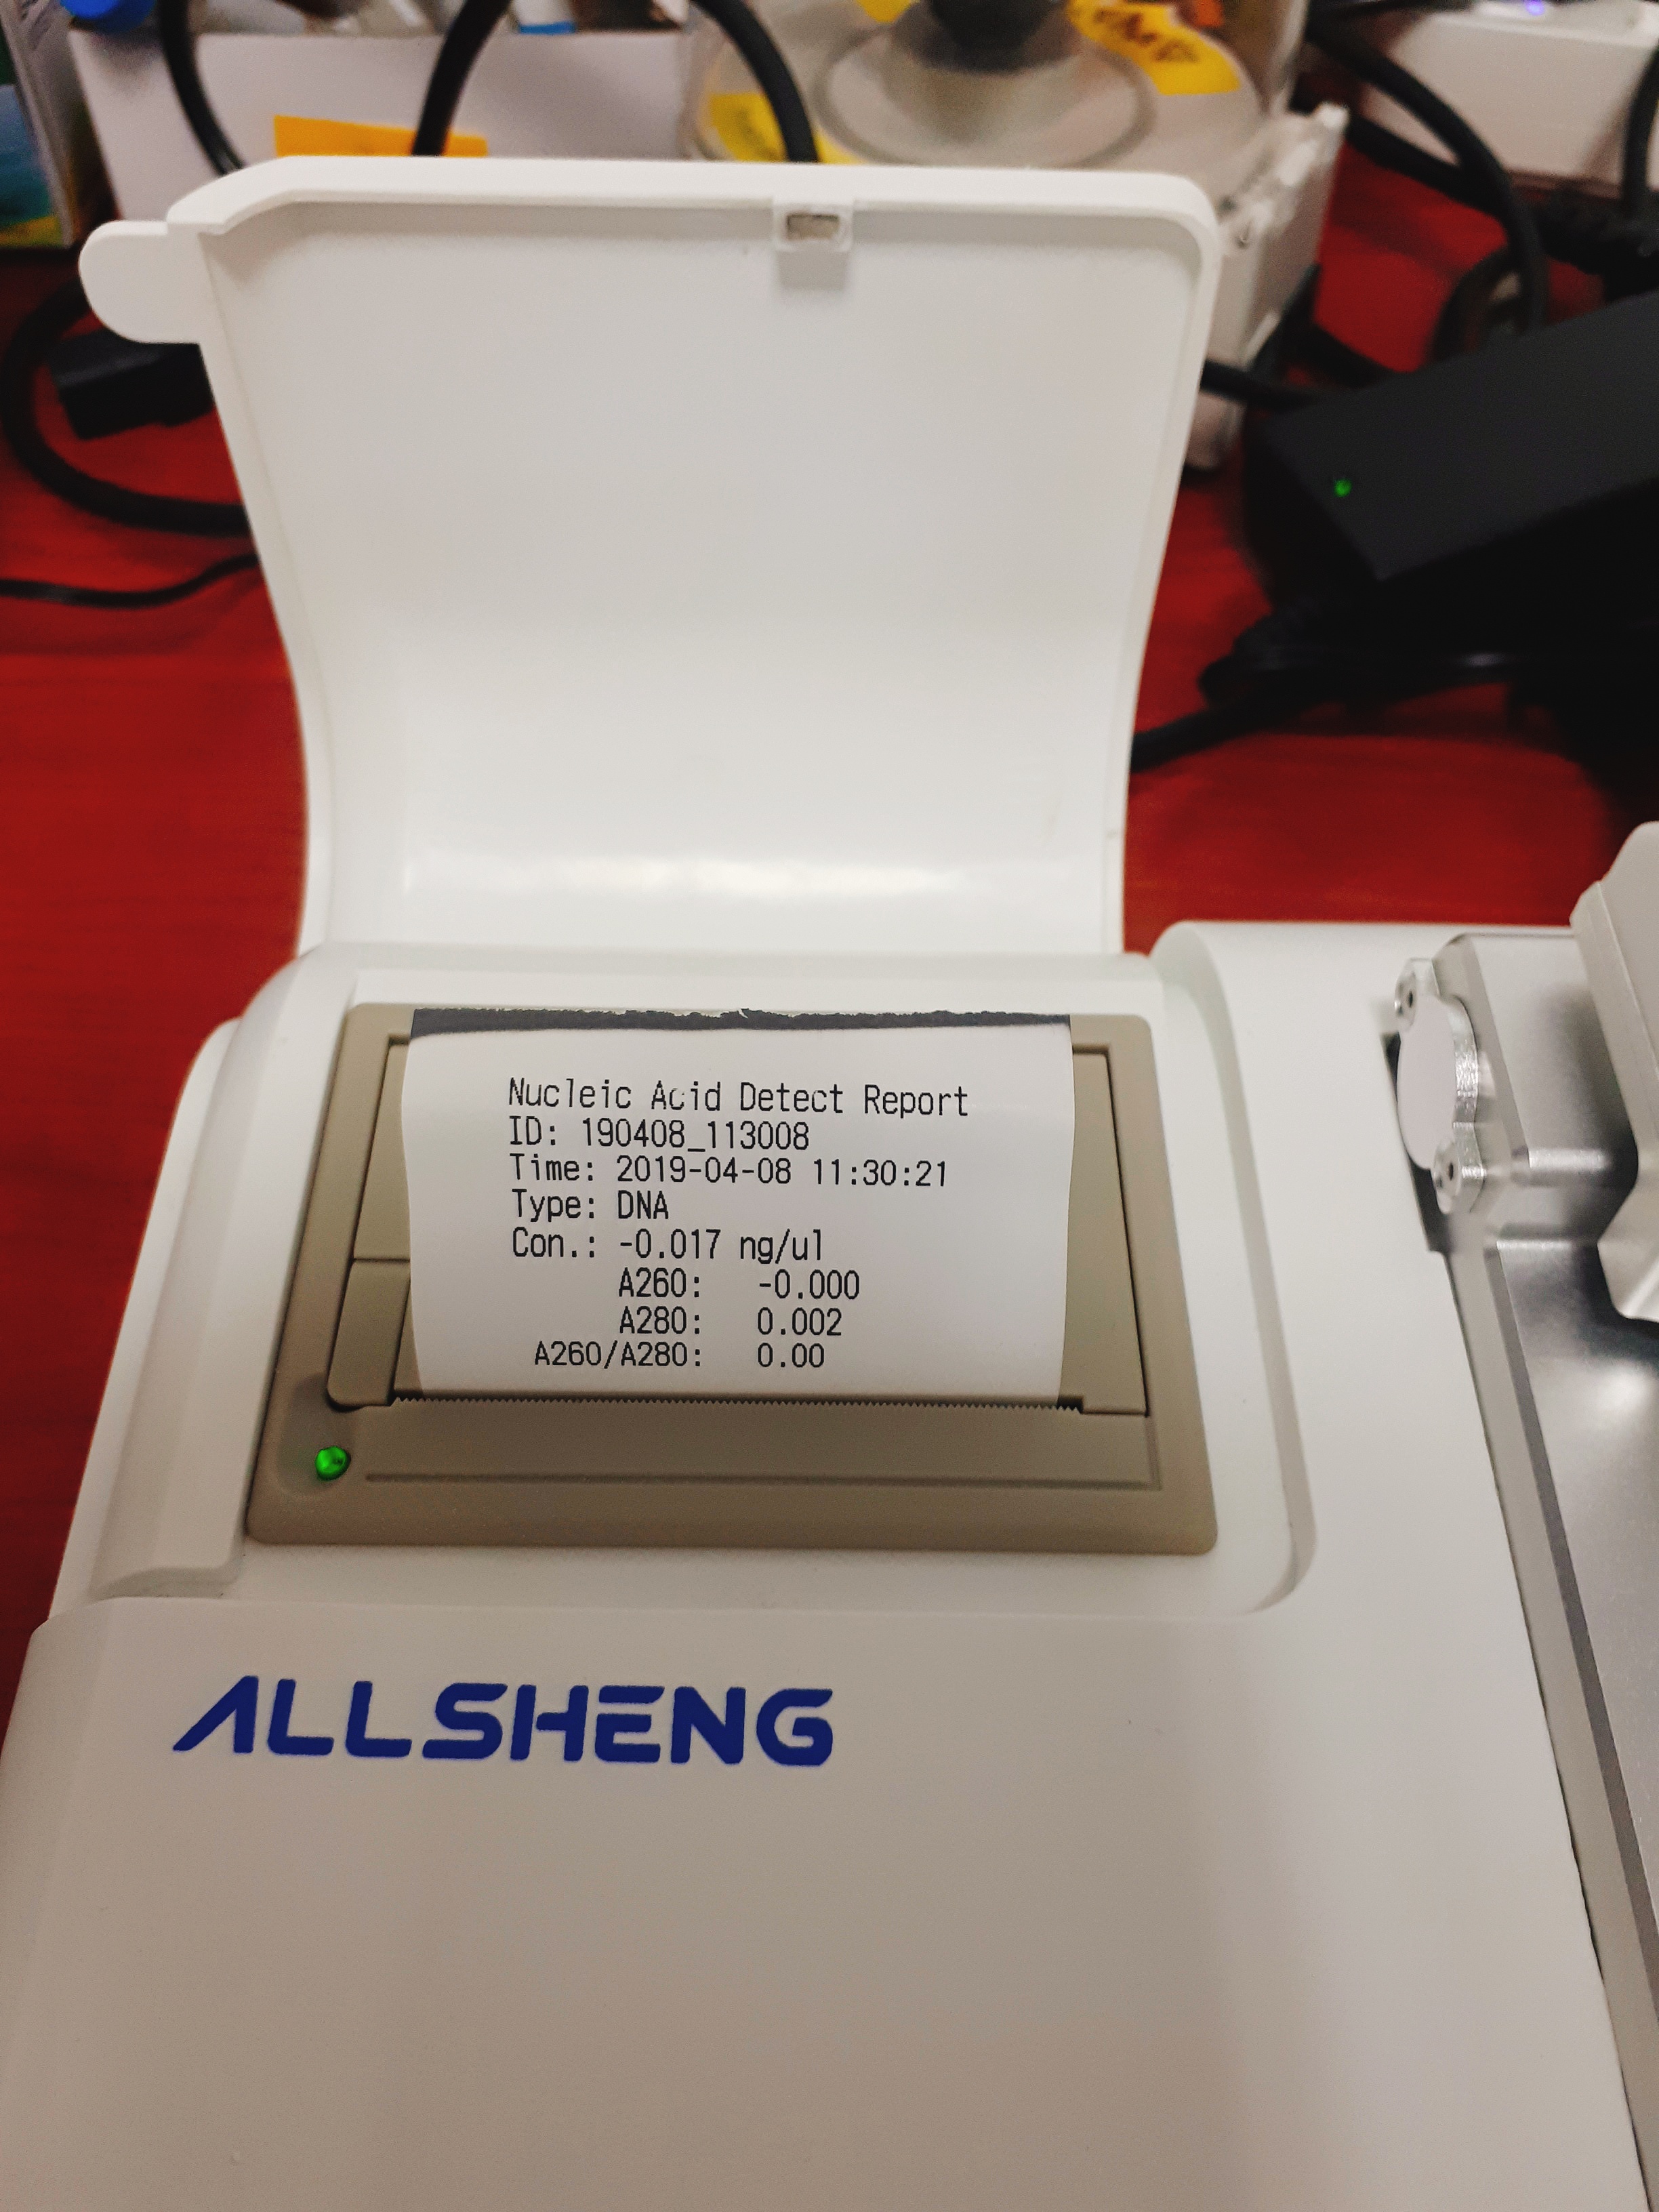 Nucleic Acid Detect Report
ID: 190408_113008
Time: 2019-04-08 11:30:21
Type: DNA
Con.: -0.017 ng/ul
A260: -0.000
A280: 0.002
A260/A280: 0.00
ALLSHENG